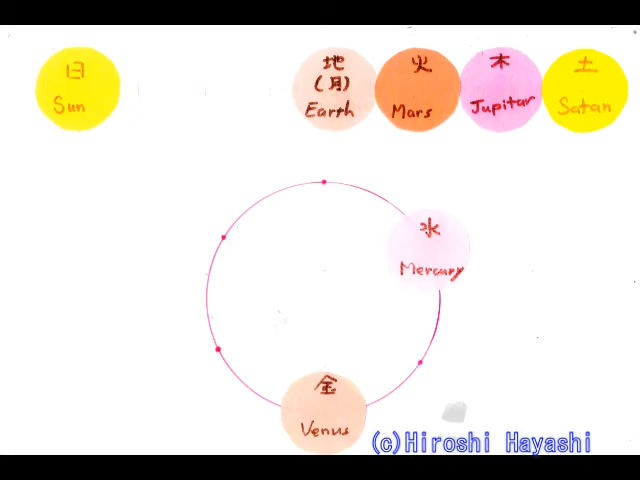 日
Sun
地
(月)
Earth
火
Mars
木
Jupitar
土
Satan
水
Mercury
金
Venus
(c)Hiroshi Hayashi